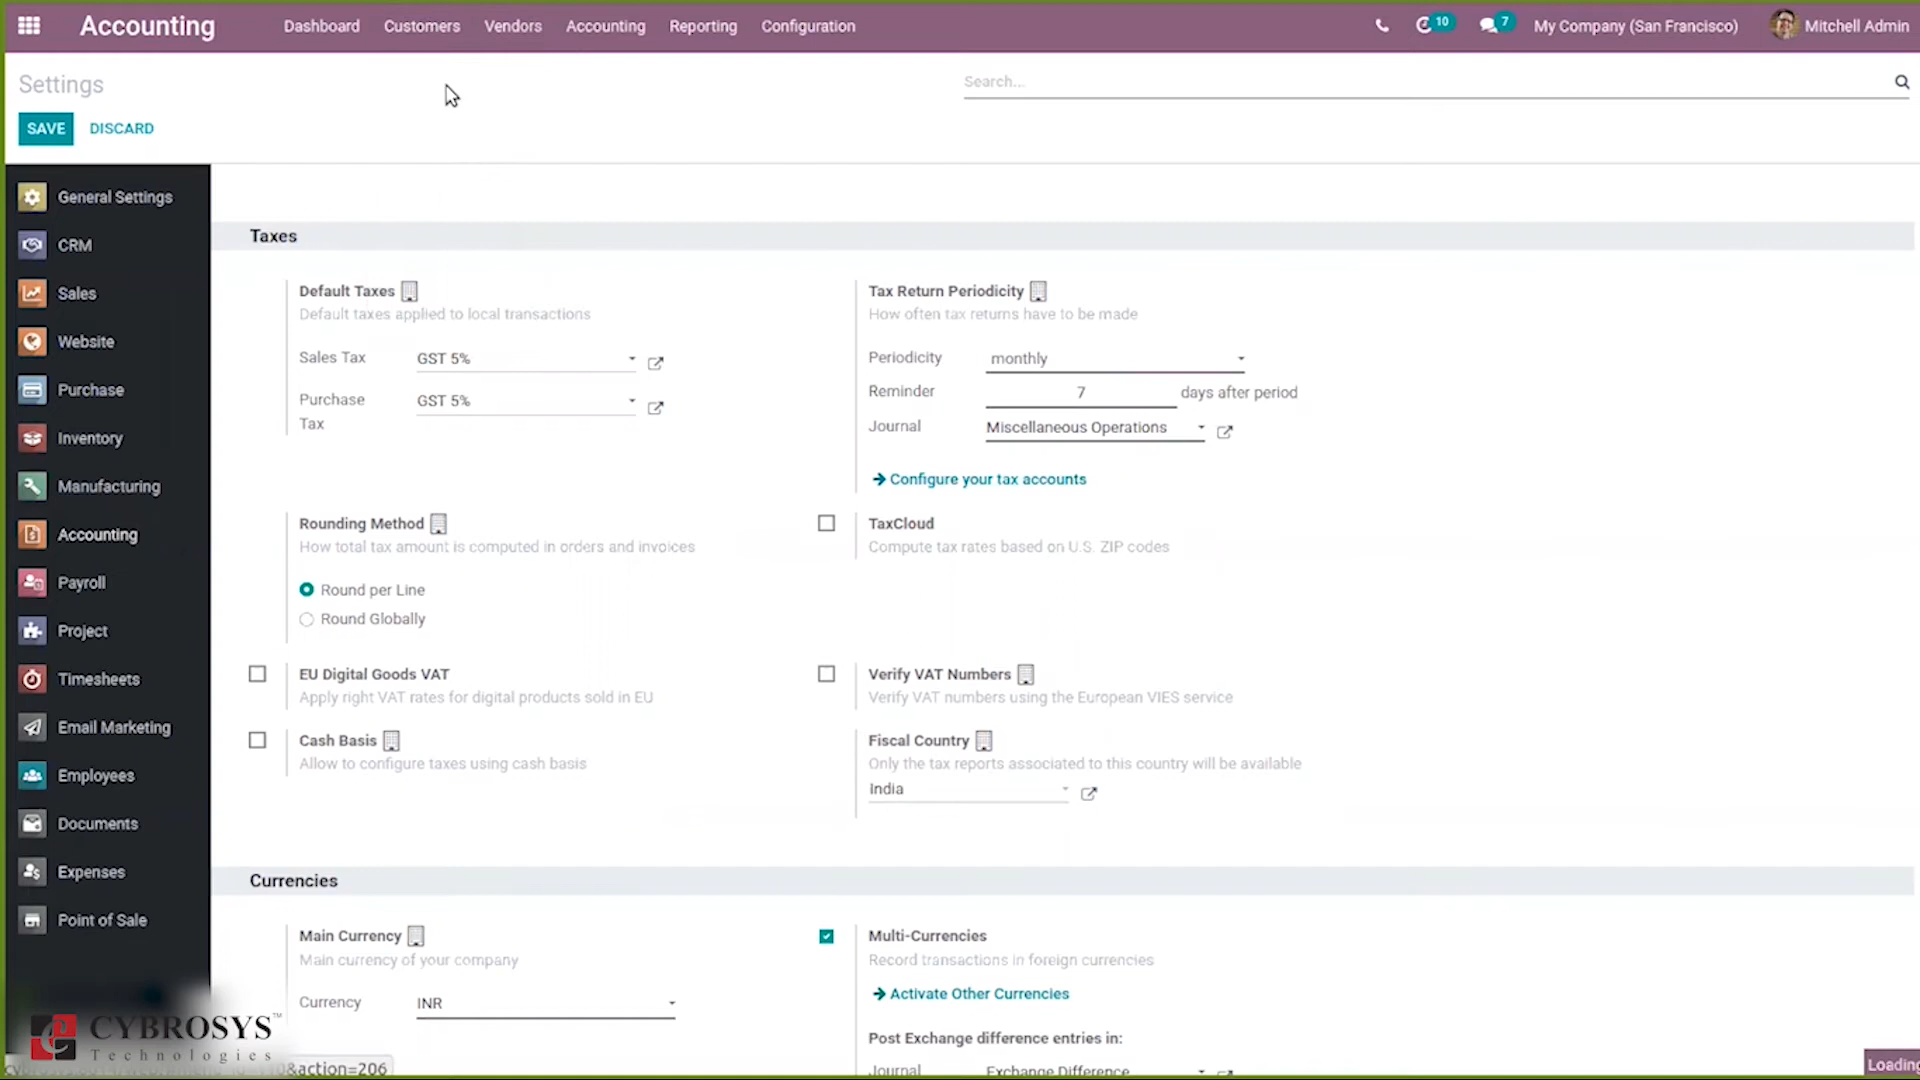 Accounting Dashboard Customers Vendors Accounting Reporting Configuration 10 7 My Company (San Francisco) Mitchell Admin
Settings Search...
SAVE DISCARD
General Settings
CRM
Sales
Website
Purchase
Inventory
Manufacturing
Accounting
Payroll
Project
Timesheets
Email Marketing
Employees
Documents
Expenses
Point of Sale
Taxes
Default Taxes
Default taxes applied to local transactions
Sales Tax GST 5%
Purchase Tax GST 5%
Tax Return Periodicity
How often tax returns have to be made
Periodicity monthly
Reminder 7 days after period
Journal Miscellaneous Operations
Configure your tax accounts
Rounding Method
How total tax amount is computed in orders and invoices
Round per Line
Round Globally
TaxCloud
Compute tax rates based on U.S. ZIP codes
EU Digital Goods VAT
Apply right VAT rates for digital products sold in EU
Verify VAT Numbers
Verify VAT numbers using the European VIES service
Cash Basis
Allow to configure taxes using cash basis
Fiscal Country
Only the tax reports associated to this country will be available
India
Currencies
Main Currency
Main currency of your company
Currency INR
Multi-Currencies
Record transactions in foreign currencies
Activate Other Currencies
Post Exchange difference entries in:
Journal Exchange Difference
CYBROSYS™
Technologies
&action=206
Loading